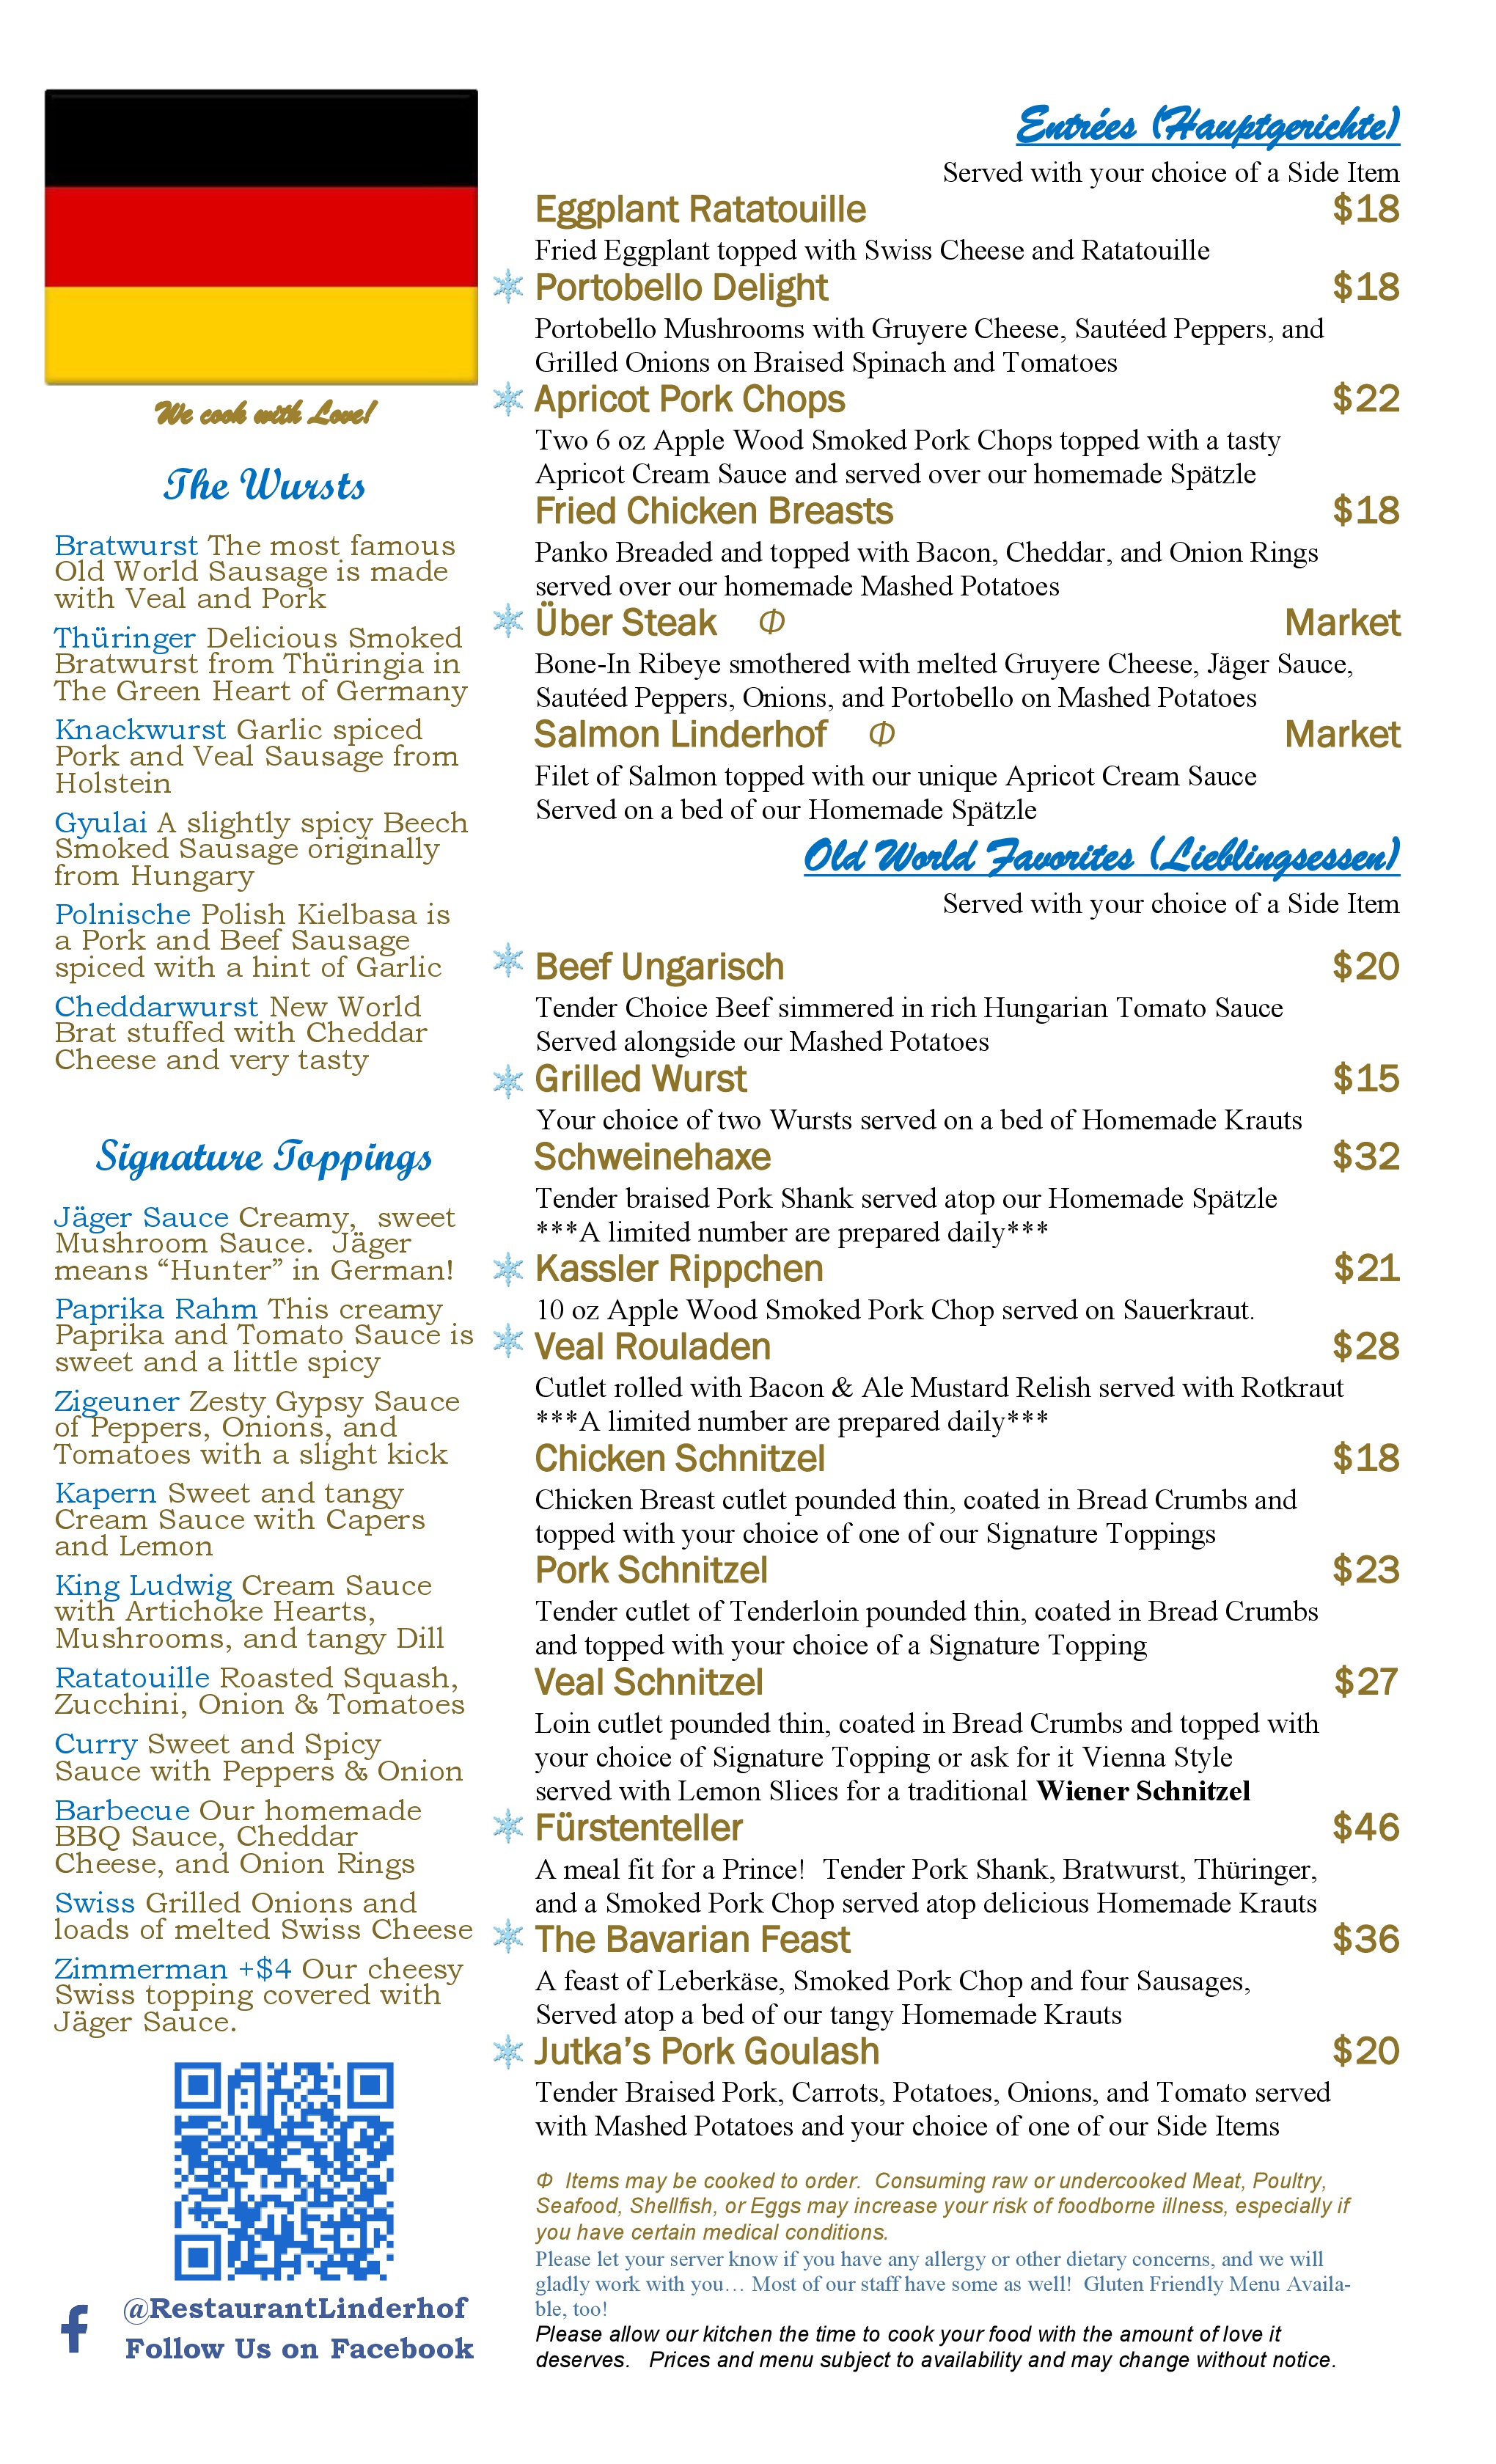 We cook with Love!
The Wursts
Bratwurst The most famous
Old World Sausage is made
with Veal and Pork
Thüringer Delicious Smoked
Bratwurst from Thüringia in
The Green Heart of Germany
Knackwurst Garlic spiced
Pork and Veal Sausage from
Holstein
Gyulai A slightly spicy Beech
Smoked Sausage originally
from Hungary
Polnische Polish Kielbasa is
a Pork and Beef Sausage
spiced with a hint of Garlic
Cheddarwurst New World
Brat stuffed with Cheddar
Cheese and very tasty
Signature Toppings
Jäger Sauce Creamy,  sweet
Mushroom Sauce.  Jäger
means “Hunter” in German!
Paprika Rahm This creamy
Paprika and Tomato Sauce is
sweet and a little spicy
Zigeuner Zesty Gypsy Sauce
of Peppers, Onions, and
Tomatoes with a slight kick
Kapern Sweet and tangy
Cream Sauce with Capers
and Lemon
King Ludwig Cream Sauce
with Artichoke Hearts,
Mushrooms, and tangy Dill
Ratatouille Roasted Squash,
Zucchini, Onion & Tomatoes
Curry Sweet and Spicy
Sauce with Peppers & Onion
Barbecue Our homemade
BBQ Sauce, Cheddar
Cheese, and Onion Rings
Swiss Grilled Onions and
loads of melted Swiss Cheese
Zimmerman +$4 Our cheesy
Swiss topping covered with
Jäger Sauce.
@RestaurantLinderhof
Follow Us on Facebook
Entrées (Hauptgerichte)
Served with your choice of a Side Item
Eggplant Ratatouille $18
Fried Eggplant topped with Swiss Cheese and Ratatouille
Portobello Delight $18
Portobello Mushrooms with Gruyere Cheese, Sautéed Peppers, and
Grilled Onions on Braised Spinach and Tomatoes
Apricot Pork Chops $22
Two 6 oz Apple Wood Smoked Pork Chops topped with a tasty
Apricot Cream Sauce and served over our homemade Spätzle
Fried Chicken Breasts $18
Panko Breaded and topped with Bacon, Cheddar, and Onion Rings
served over our homemade Mashed Potatoes
Über Steak Φ Market
Bone-In Ribeye smothered with melted Gruyere Cheese, Jäger Sauce,
Sautéed Peppers, Onions, and Portobello on Mashed Potatoes
Salmon Linderhof Φ Market
Filet of Salmon topped with our unique Apricot Cream Sauce
Served on a bed of our Homemade Spätzle
Old World Favorites (Lieblingsessen)
Served with your choice of a Side Item
Beef Ungarisch $20
Tender Choice Beef simmered in rich Hungarian Tomato Sauce
Served alongside our Mashed Potatoes
Grilled Wurst $15
Your choice of two Wursts served on a bed of Homemade Krauts
Schweinehaxe $32
Tender braised Pork Shank served atop our Homemade Spätzle
***A limited number are prepared daily***
Kassler Rippchen $21
10 oz Apple Wood Smoked Pork Chop served on Sauerkraut.
Veal Rouladen $28
Cutlet rolled with Bacon & Ale Mustard Relish served with Rotkraut
***A limited number are prepared daily***
Chicken Schnitzel $18
Chicken Breast cutlet pounded thin, coated in Bread Crumbs and
topped with your choice of one of our Signature Toppings
Pork Schnitzel $23
Tender cutlet of Tenderloin pounded thin, coated in Bread Crumbs
and topped with your choice of a Signature Topping
Veal Schnitzel $27
Loin cutlet pounded thin, coated in Bread Crumbs and topped with
your choice of Signature Topping or ask for it Vienna Style
served with Lemon Slices for a traditional Wiener Schnitzel
Fürstenteller $46
A meal fit for a Prince!  Tender Pork Shank, Bratwurst, Thüringer,
and a Smoked Pork Chop served atop delicious Homemade Krauts
The Bavarian Feast $36
A feast of Leberkäse, Smoked Pork Chop and four Sausages,
Served atop a bed of our tangy Homemade Krauts
Jutka’s Pork Goulash $20
Tender Braised Pork, Carrots, Potatoes, Onions, and Tomato served
with Mashed Potatoes and your choice of one of our Side Items
Φ  Items may be cooked to order.  Consuming raw or undercooked Meat, Poultry,
Seafood, Shellfish, or Eggs may increase your risk of foodborne illness, especially if
you have certain medical conditions.
Please let your server know if you have any allergy or other dietary concerns, and we will
gladly work with you… Most of our staff have some as well!  Gluten Friendly Menu Availa-
ble, too!
Please allow our kitchen the time to cook your food with the amount of love it
deserves.   Prices and menu subject to availability and may change without notice.